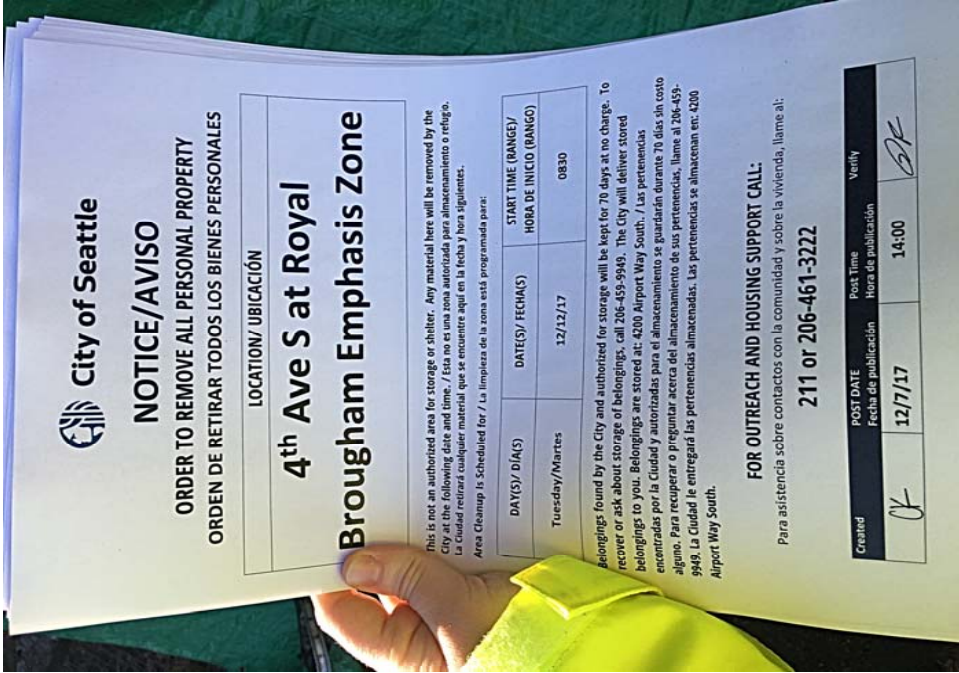 City of Seattle
NOTICE/AVISO
ORDER TO REMOVE ALL PERSONAL PROPERTY
ORDEN DE RETIRAR TODOS LOS BIENES PERSONALES
LOCATION/ UBICACIÓN
4th Ave S at Royal
Brougham Emphasis Zone
This is not an authorized area for storage or shelter. Any material here will be removed by the
City at the following date and time. / Esta no es una zona autorizada para almacenamiento o refugio.
La Ciudad retirará cualquier material que se encuentre aquí en la fecha y hora siguientes.
Area Cleanup Is Scheduled for / La limpieza de la zona está programada para:
DAY(S)/ DÍA(S) DATE(S)/ FECHA(S) START TIME (RANGE)/
HORA DE INICIO (RANGO)
Tuesday/Martes 12/12/17 0830
Belongings found by the City and authorized for storage will be kept for 70 days at no charge. To
recover or ask about storage of belongings, call 206-459-9949. The City will deliver stored
belongings to you. Belongings are stored at: 4200 Airport Way South. / Las pertenencias
encontradas por la Ciudad y autorizadas para el almacenamiento se guardarán durante 70 días sin costo
alguno. Para recuperar o preguntar acerca del almacenamiento de sus pertenencias, llame al 206-459-
9949. La Ciudad le entregará las pertenencias almacenadas. Las pertenencias se almacenan en: 4200
Airport Way South.
FOR OUTREACH AND HOUSING SUPPORT CALL:
Para asistencia sobre contactos con la comunidad y sobre la vivienda, llame al:
211 or 206-461-3222
Created POST DATE Post Time Verify
Fecha de publicación Hora de publicación
CK 12/7/17 14:00